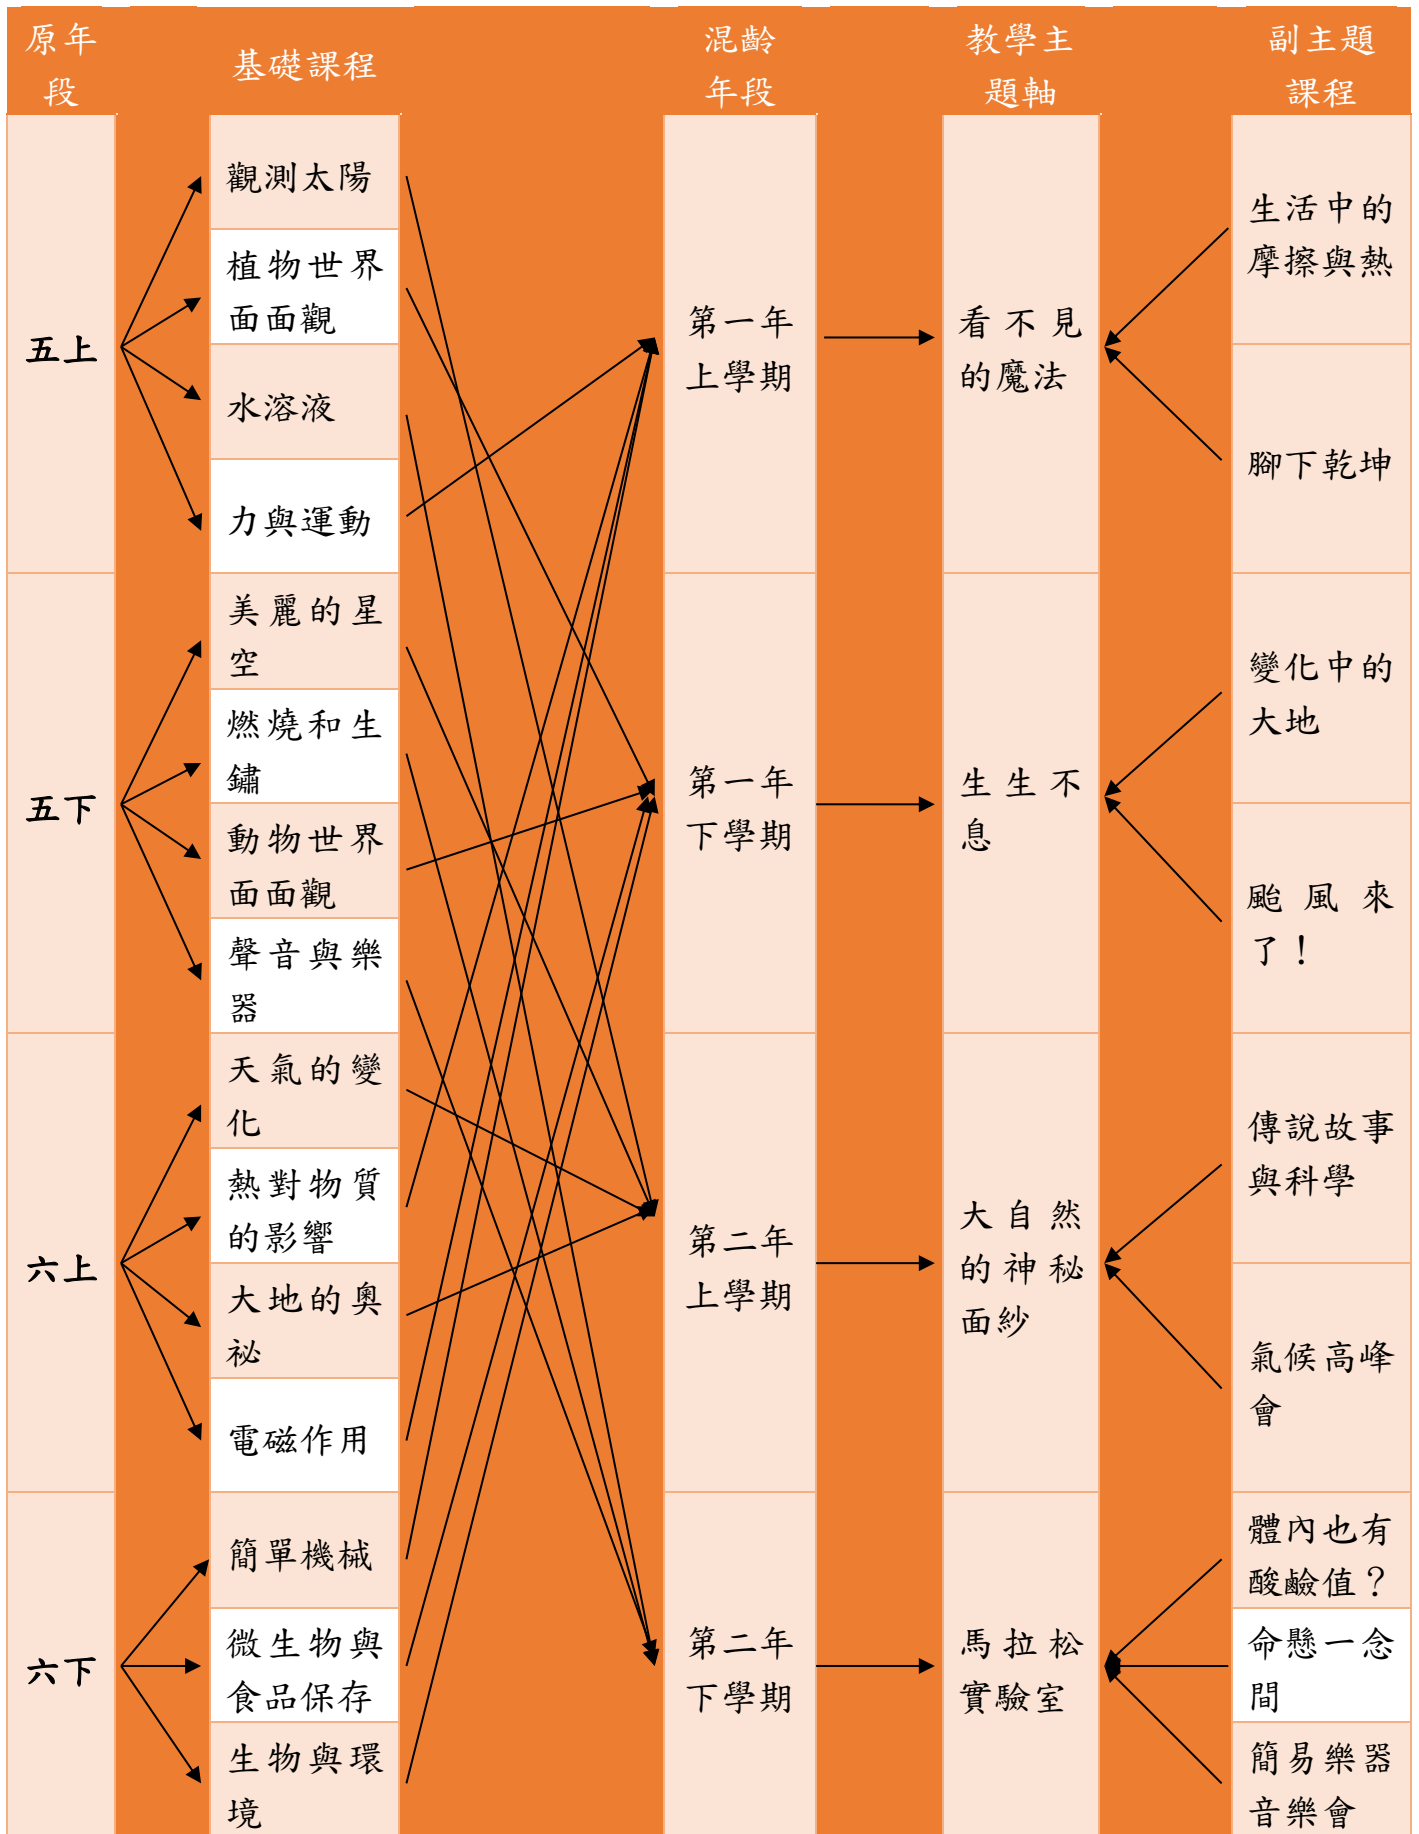 原年
段
基礎課程
混齡
年段
教學主
題軸
副主題
課程
五上
觀測太陽
植物世界
面面觀
水溶液
力與運動
第一年
上學期
看不見
的魔法
生活中的
摩擦與熱
腳下乾坤
五下
美麗的星
空
燃燒和生
鏽
動物世界
面面觀
聲音與樂
器
第一年
下學期
生生不
息
變化中的
大地
颱風來
了！
六上
天氣的變
化
熱對物質
的影響
大地的奧
祕
電磁作用
第二年
上學期
大自然
的神秘
面紗
傳說故事
與科學
氣候高峰
會
六下
簡單機械
微生物與
食品保存
生物與環
境
第二年
下學期
馬拉松
實驗室
體內也有
酸鹼值？
命懸一念
間
簡易樂器
音樂會